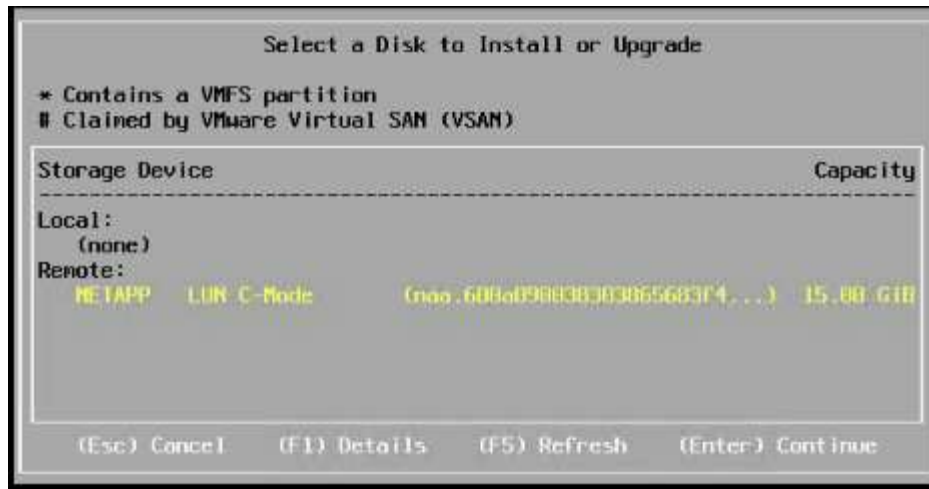 Select a Disk to Install or Upgrade
* Contains a VMFS partition
# Claimed by VMware Virtual SAN (VSAN)
Storage Device Capacity
Local:
(none)
Remote:
NETAPP LUN C-Mode 15.00 GiB
(Esc) Cancel (F1) Details (F5) Refresh (Enter) Continue